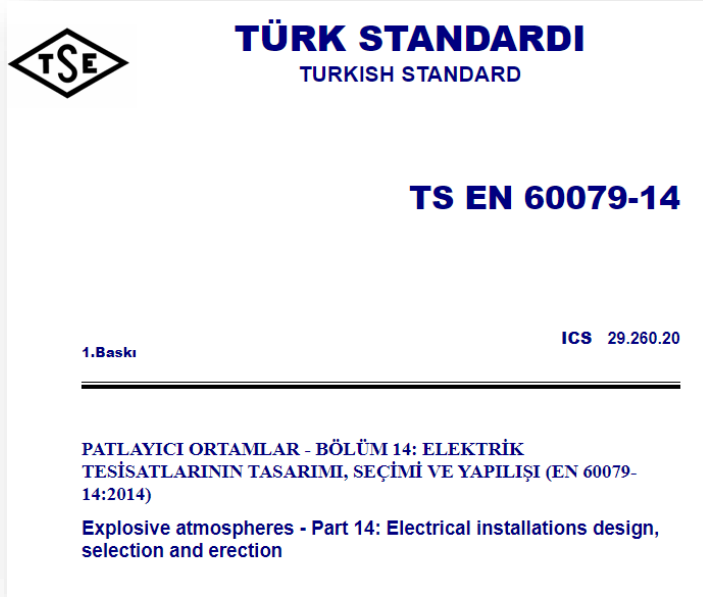 TSE
TÜRK STANDARDI
TURKISH STANDARD
TS EN 60079-14
ICS 29.260.20
1.Baskı
PATLAYICI ORTAMLAR - BÖLÜM 14: ELEKTRİK
TESİSATLARININ TASARIMI, SEÇİMİ VE YAPILIŞI (EN 60079-
14:2014)
Explosive atmospheres - Part 14: Electrical installations design,
selection and erection